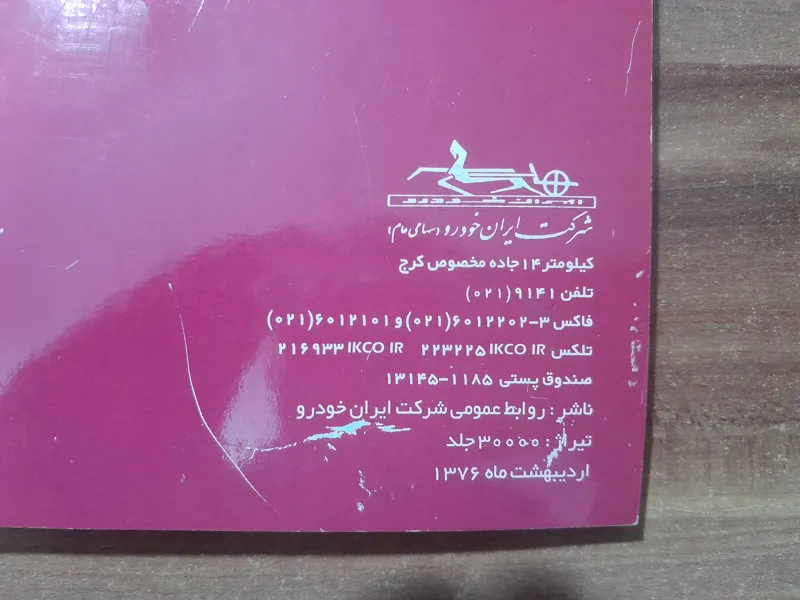 ایران خودرو
شرکت ایران خودرو (سهامی عام)
کیلومتر ۱۴ جاده مخصوص کرج
تلفن ۹۱۴۱ (۰۲۱)
فاکس ۳-۶۰۱۲۲۰۲ (۰۲۱) و ۶۰۱۲۱۰۱ (۰۲۱)
تلکس ۲۲۳۲۲۵ IKCO IR ۲۱۶۹۳۳ IKCO IR
صندوق پستی ۱۱۸۵-۱۳۱۴۵
ناشر: روابط عمومی شرکت ایران خودرو
تیراژ: ۳۰۰۰۰ جلد
اردیبهشت ماه ۱۳۷۶